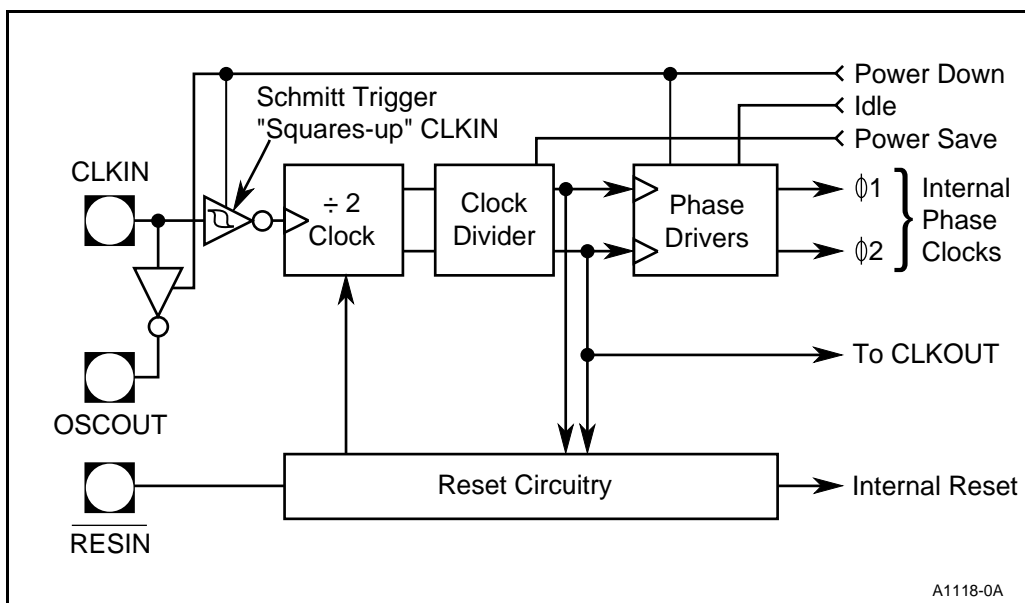 Power Down
Idle
Power Save
Schmitt Trigger
"Squares-up" CLKIN
CLKIN
÷ 2
Clock
Clock
Divider
Phase
Drivers
ϕ1
ϕ2
Internal
Phase
Clocks
To CLKOUT
OSCOUT
Reset Circuitry
Internal Reset
RESIN
A1118-0A